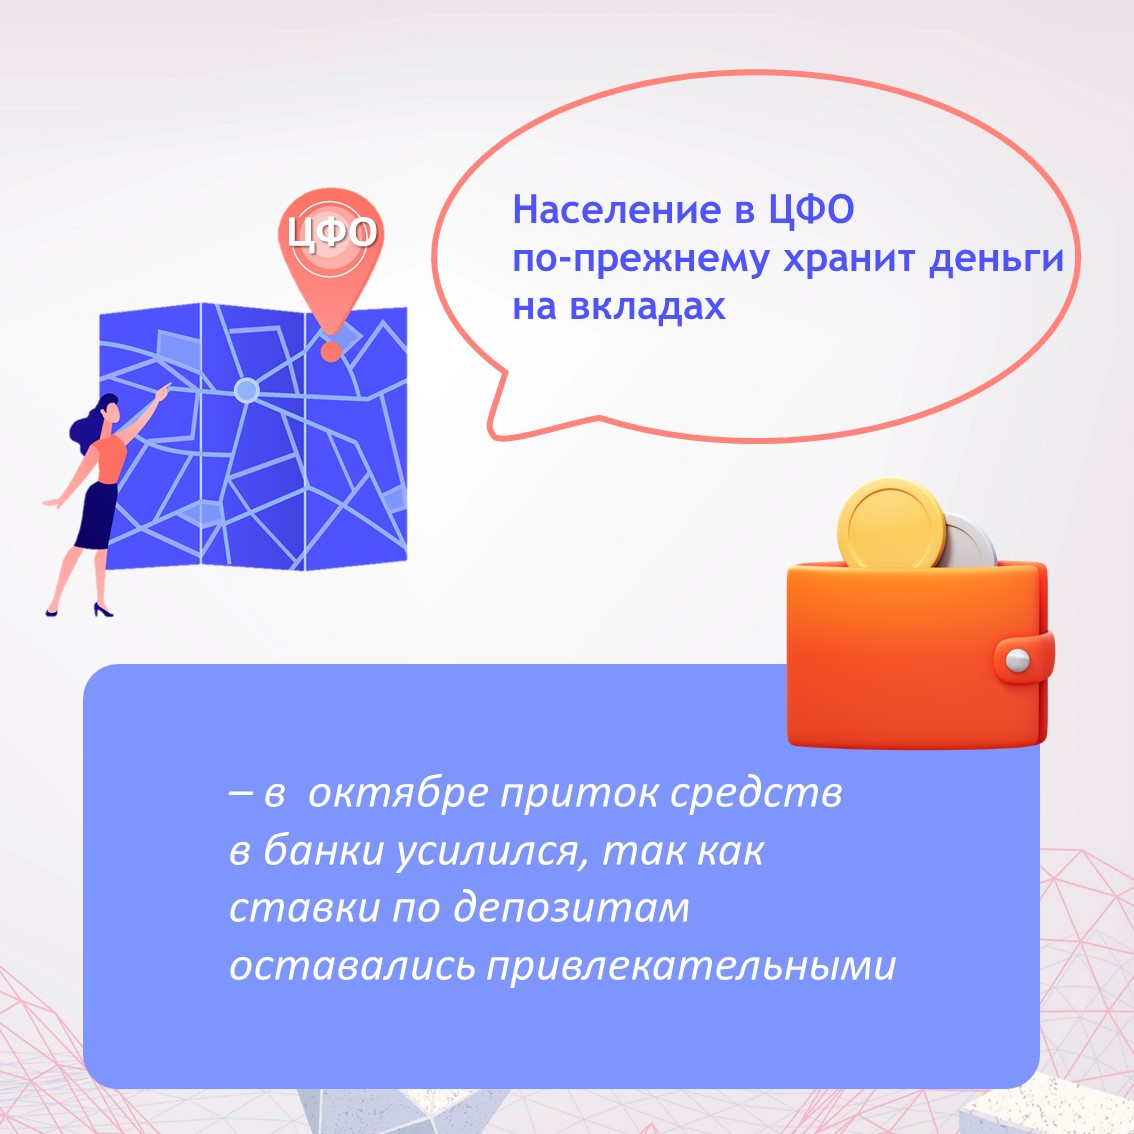 ЦФО
Население в ЦФО
по-прежнему хранит деньги
на вкладах
– в октябре приток средств
в банки усилился, так как
ставки по депозитам
оставались привлекательными